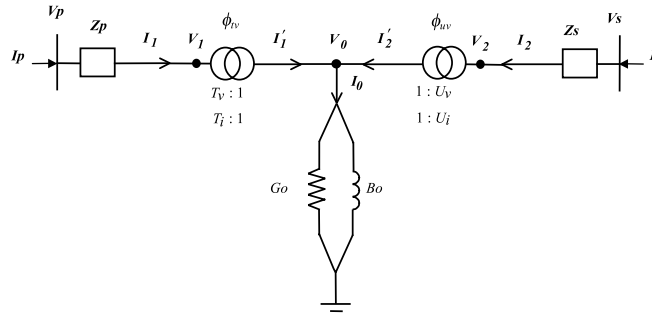 Vp
Zp
I1
V1
ϕtv
I1'
V0
I2'
ϕuv
V2
I2
Zs
Vs
Ip
I
I0
Tv : 1
1 : Uv
Ti : 1
1 : Ui
Go
Bo